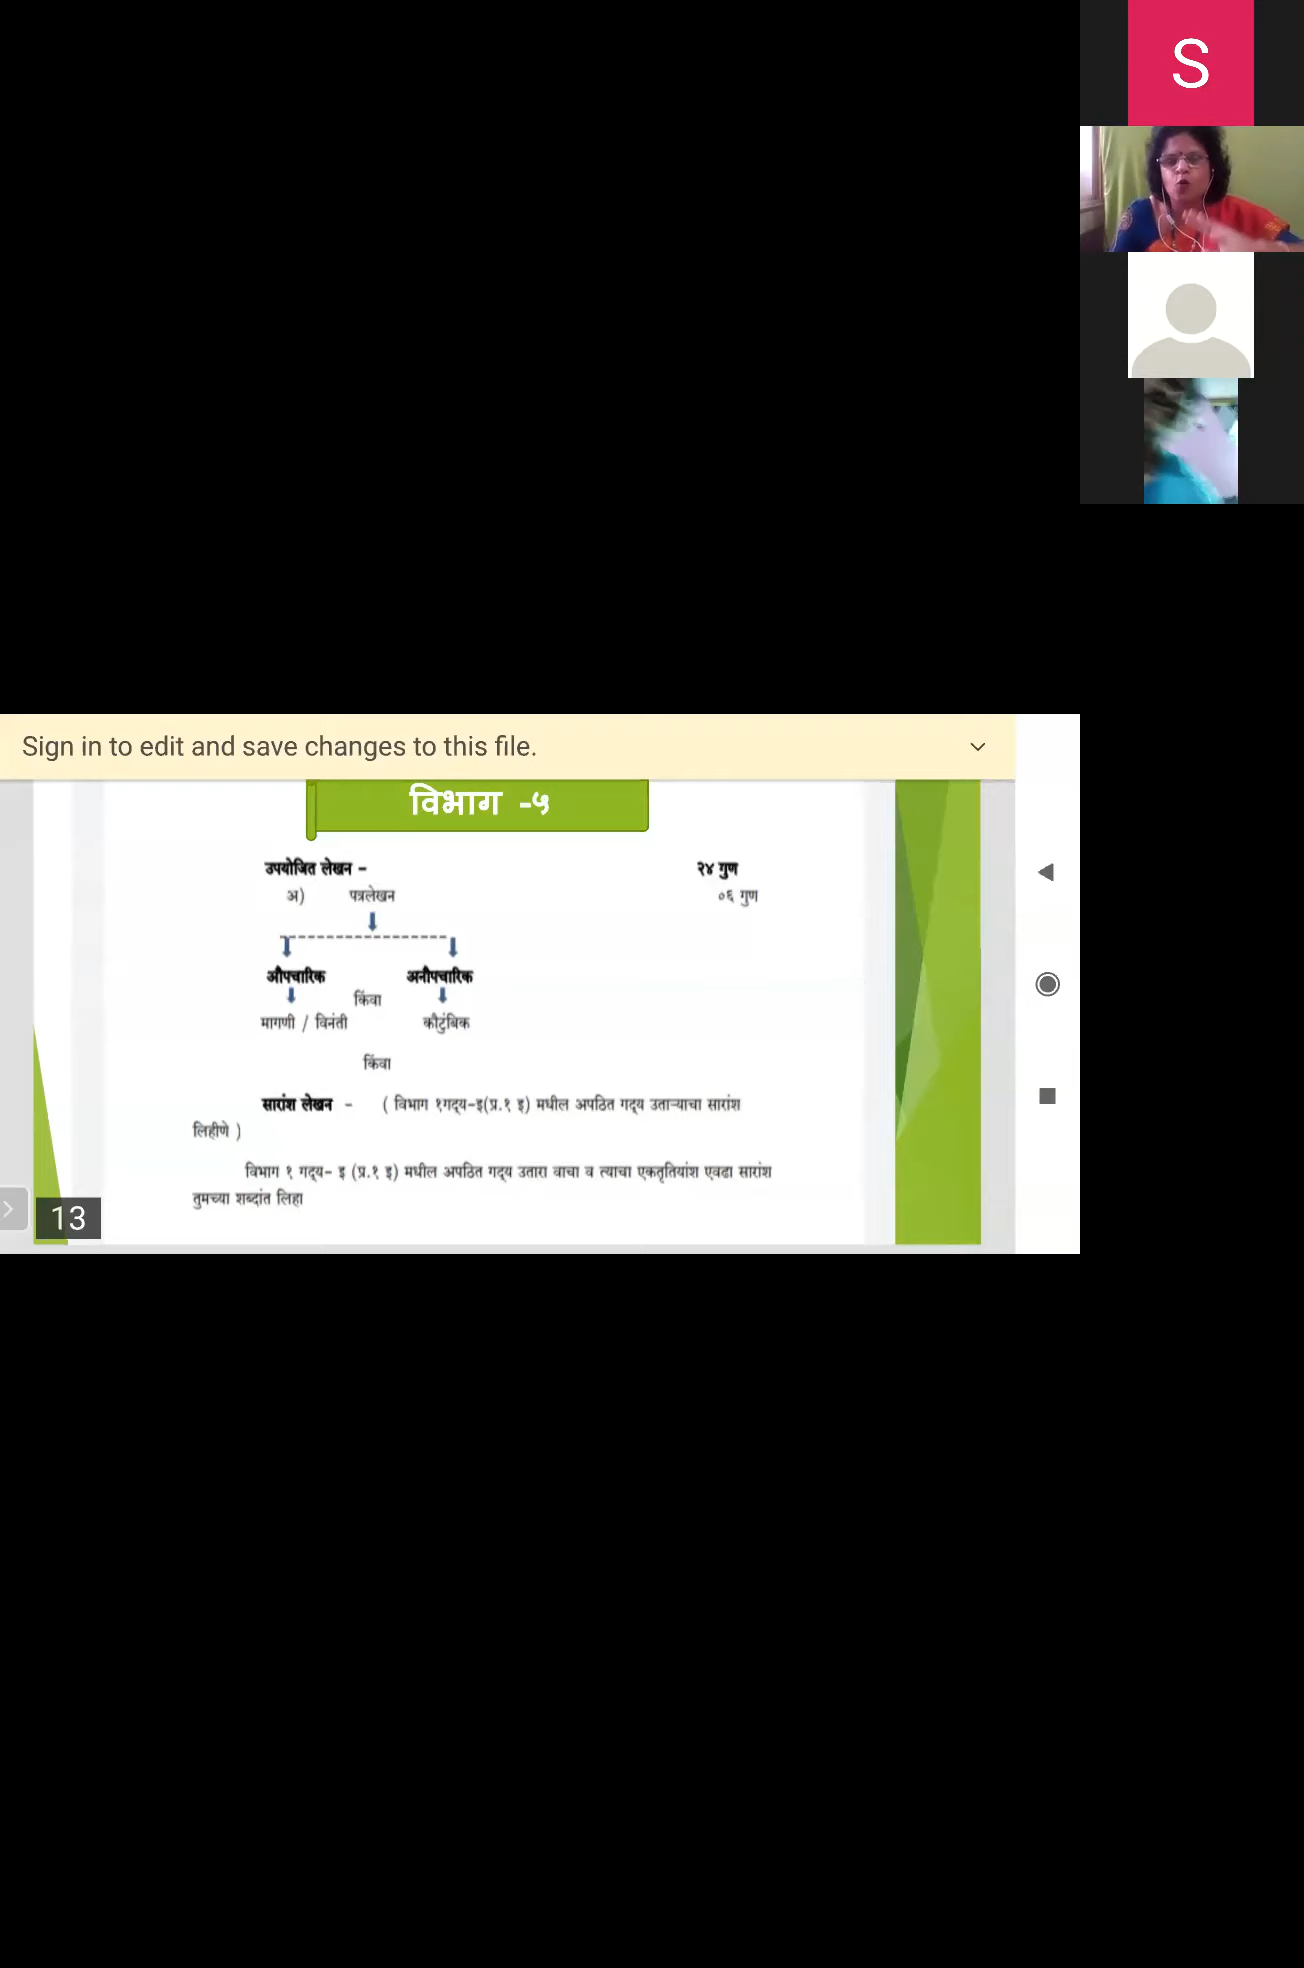 S
Sign in to edit and save changes to this file.
विभाग -५
उपयोजित लेखन - २४ गुण
अ) पत्रलेखन ०६ गुण
औपचारिक अनौपचारिक
किंवा
मागणी / विनंती कौटुंबिक
किंवा
सारांश लेखन - ( विभाग १गद्य-इ(प्र.१ इ) मधील अपठित गद्य उताऱ्याचा सारांश
लिहीणे )
विभाग १ गद्य- इ (प्र.१ इ) मधील अपठित गद्य उतारा वाचा व त्याचा एकतृतियांश एवढा सारांश
तुमच्या शब्दांत लिहा
13